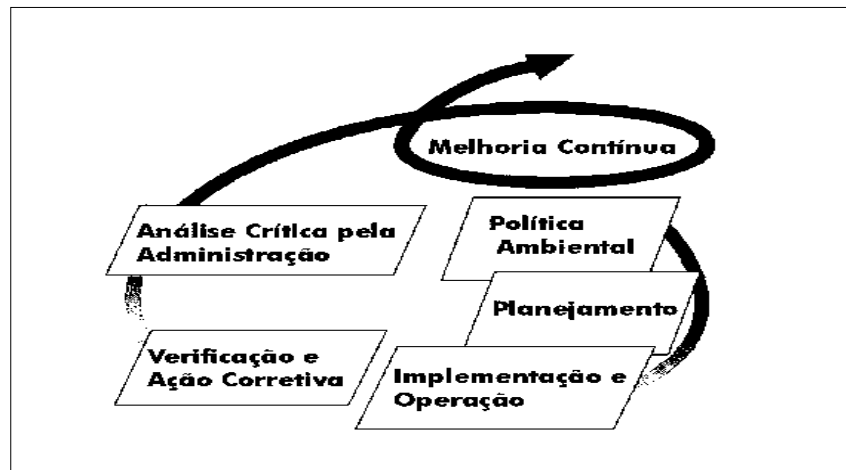 Melhoria Contínua
Política
Ambiental
Planejamento
Implementação e
Operação
Verificação e
Ação Corretiva
Análise Crítica pela
Administração